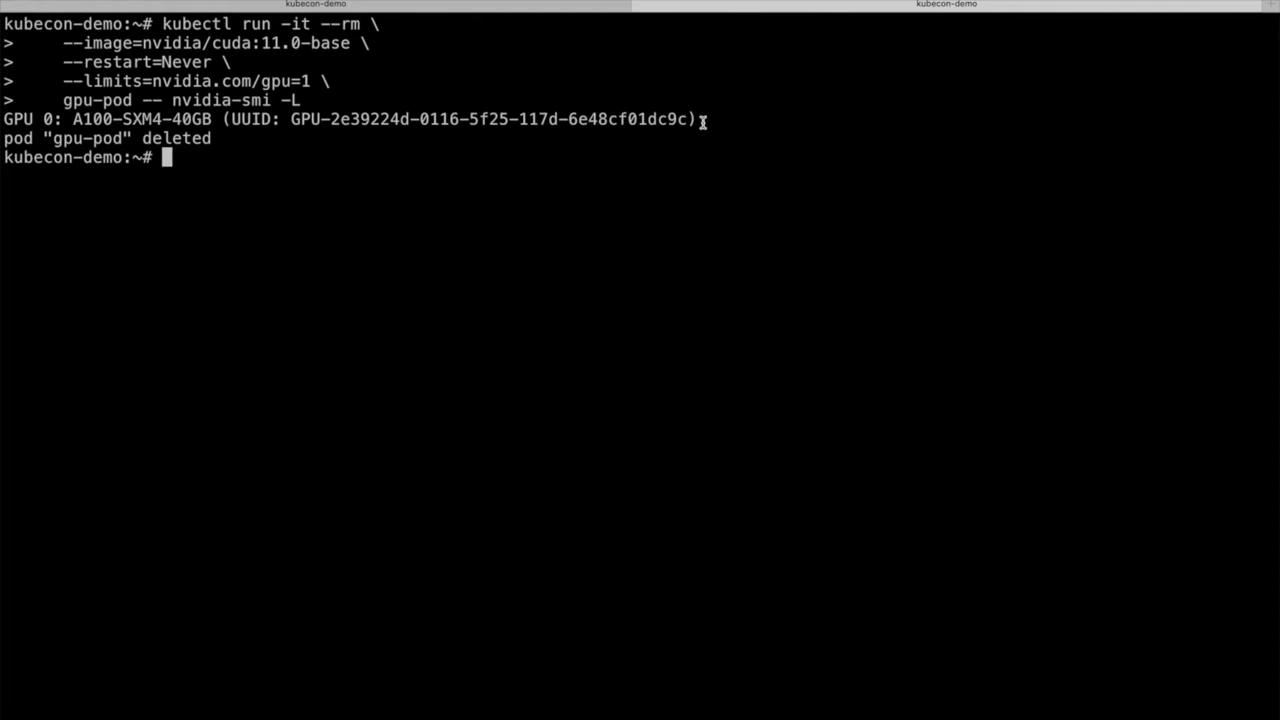 kubecon-demo kubecon-demo
kubecon-demo:~# kubectl run -it --rm \
>     --image=nvidia/cuda:11.0-base \
>     --restart=Never \
>     --limits=nvidia.com/gpu=1 \
>     gpu-pod -- nvidia-smi -L
GPU 0: A100-SXM4-40GB (UUID: GPU-2e39224d-0116-5f25-117d-6e48cf01dc9c)
pod "gpu-pod" deleted
kubecon-demo:~#